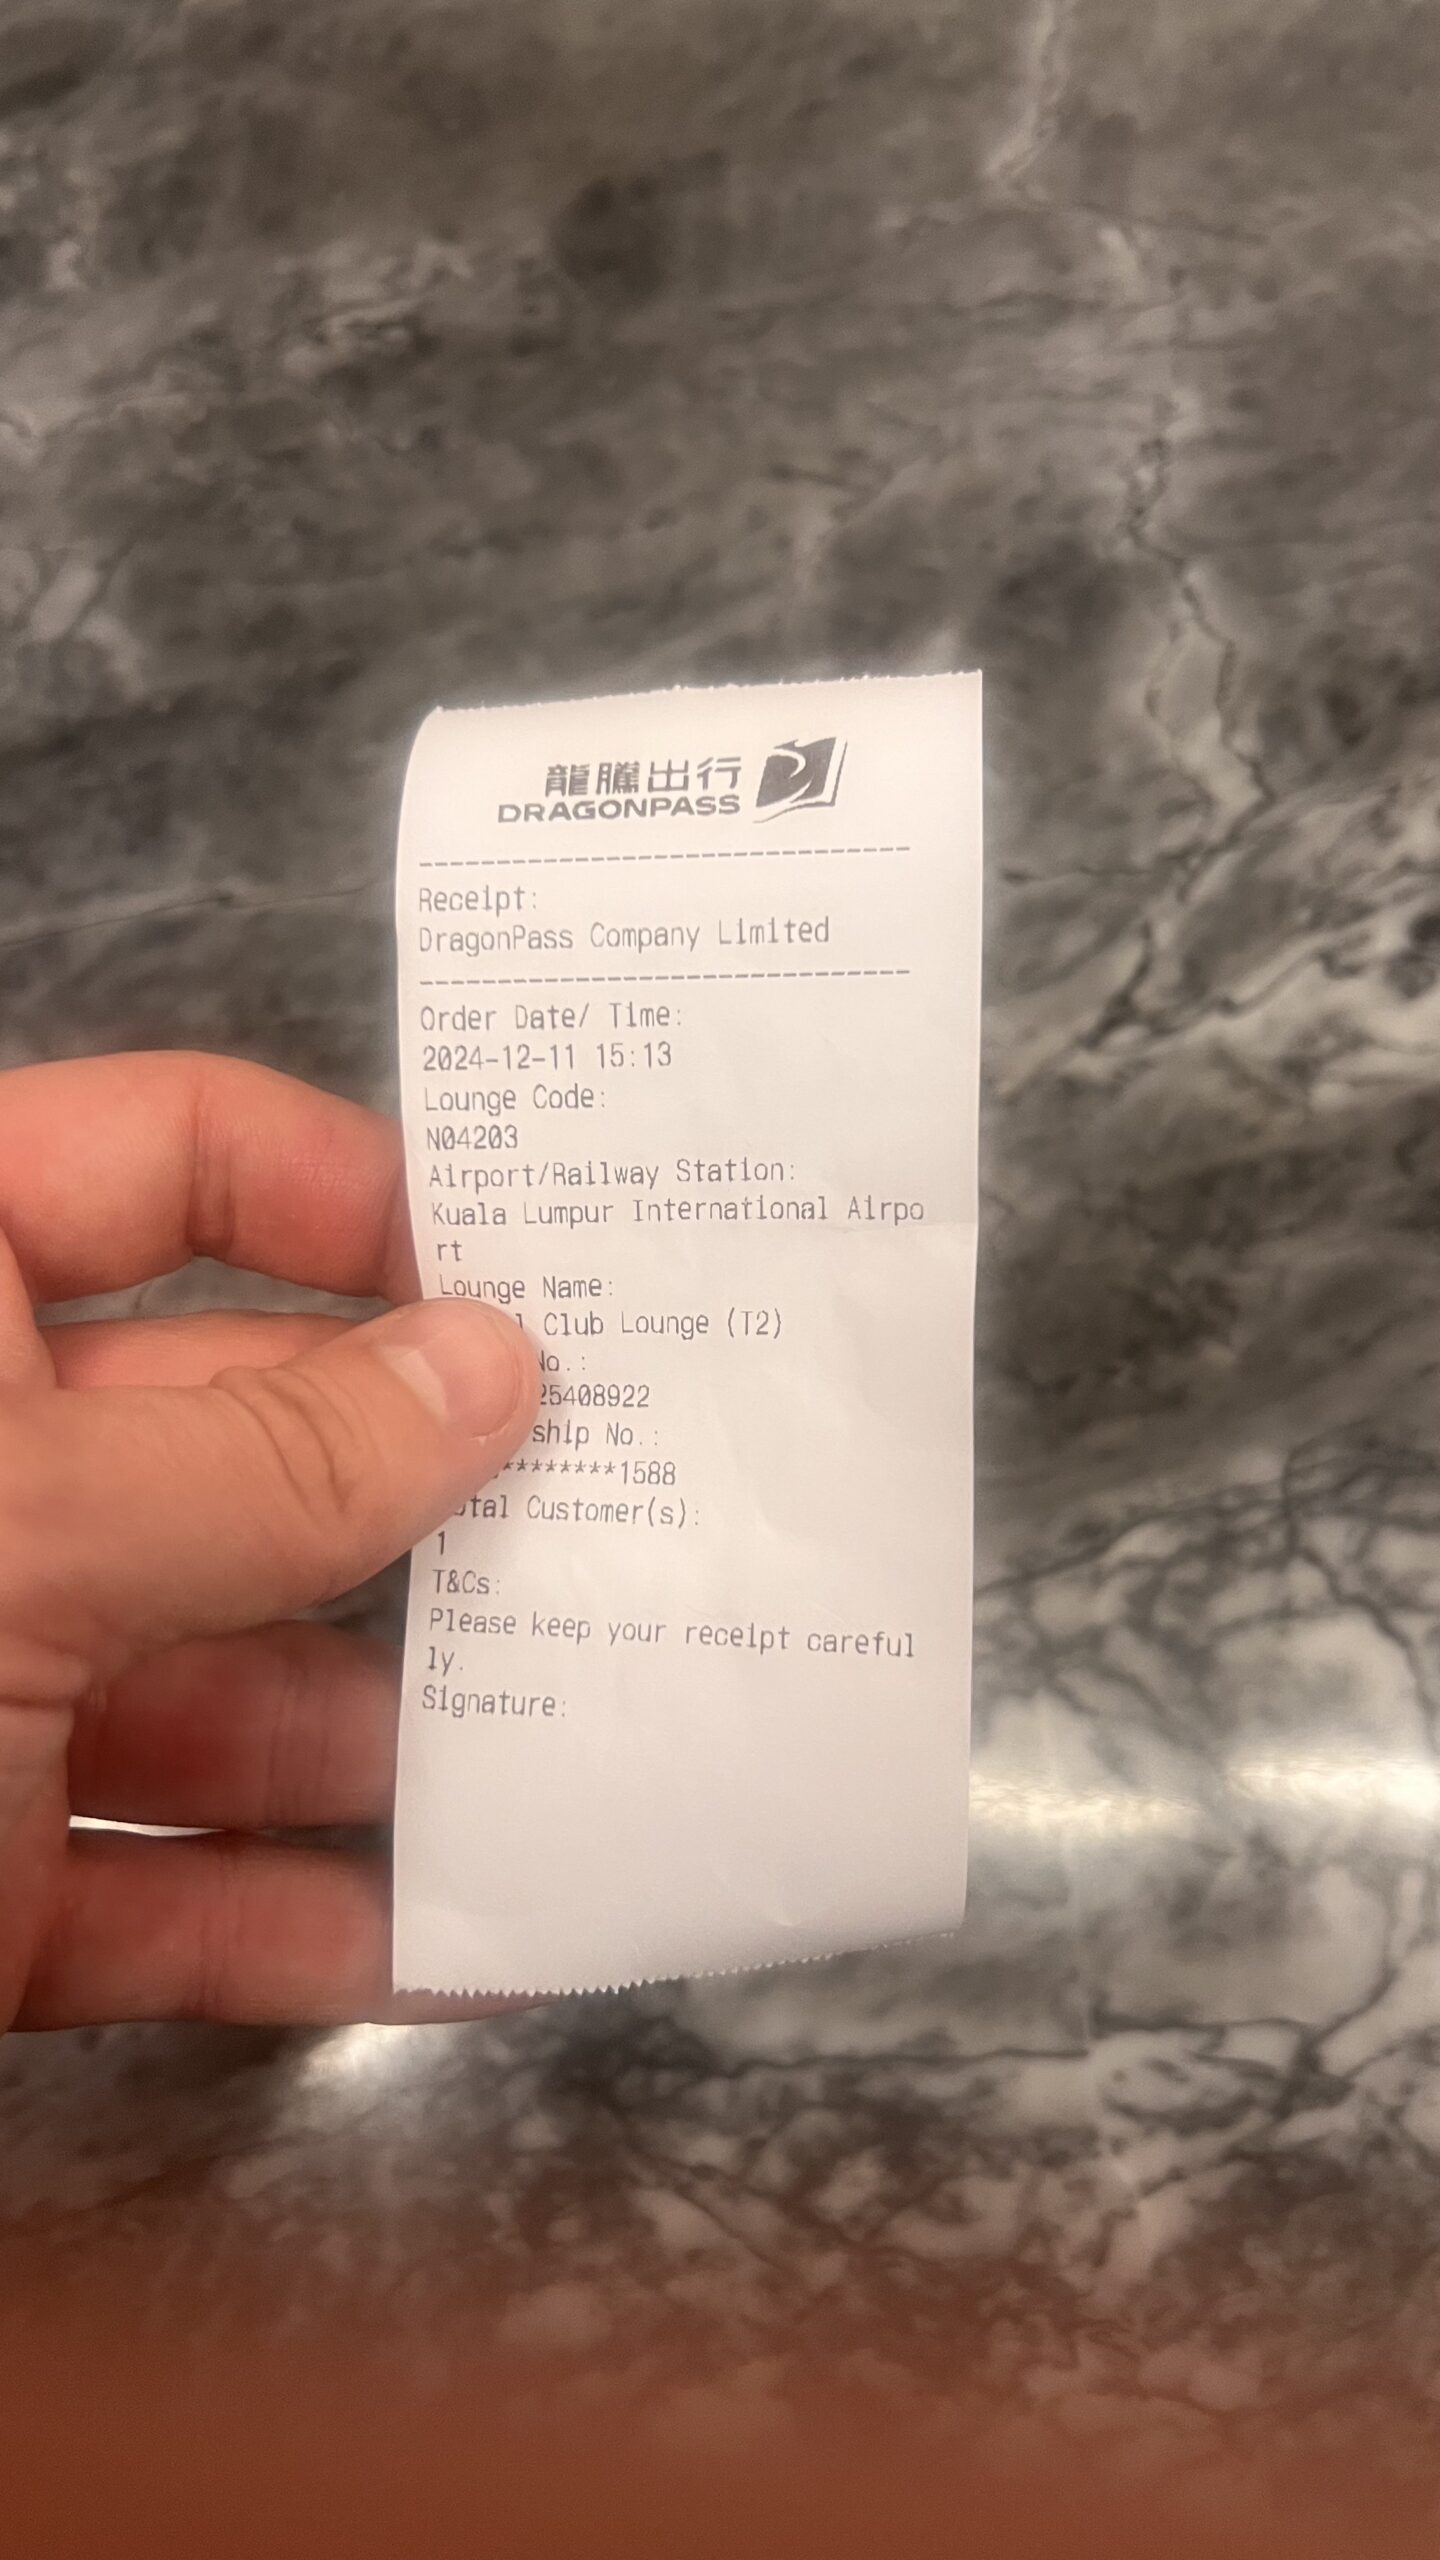 龍騰出行
DRAGONPASS
Receipt:
DragonPass Company Limited
Order Date/ Time:
2024-12-11 15:13
Lounge Code:
N04203
Airport/Railway Station:
Kuala Lumpur International Airpo
rt
Lounge Name:
Club Lounge (T2)
No.:
25408922
ship No.:
********1588
Total Customer(s):
1
T&Cs:
Please keep your receipt careful
ly.
Signature: